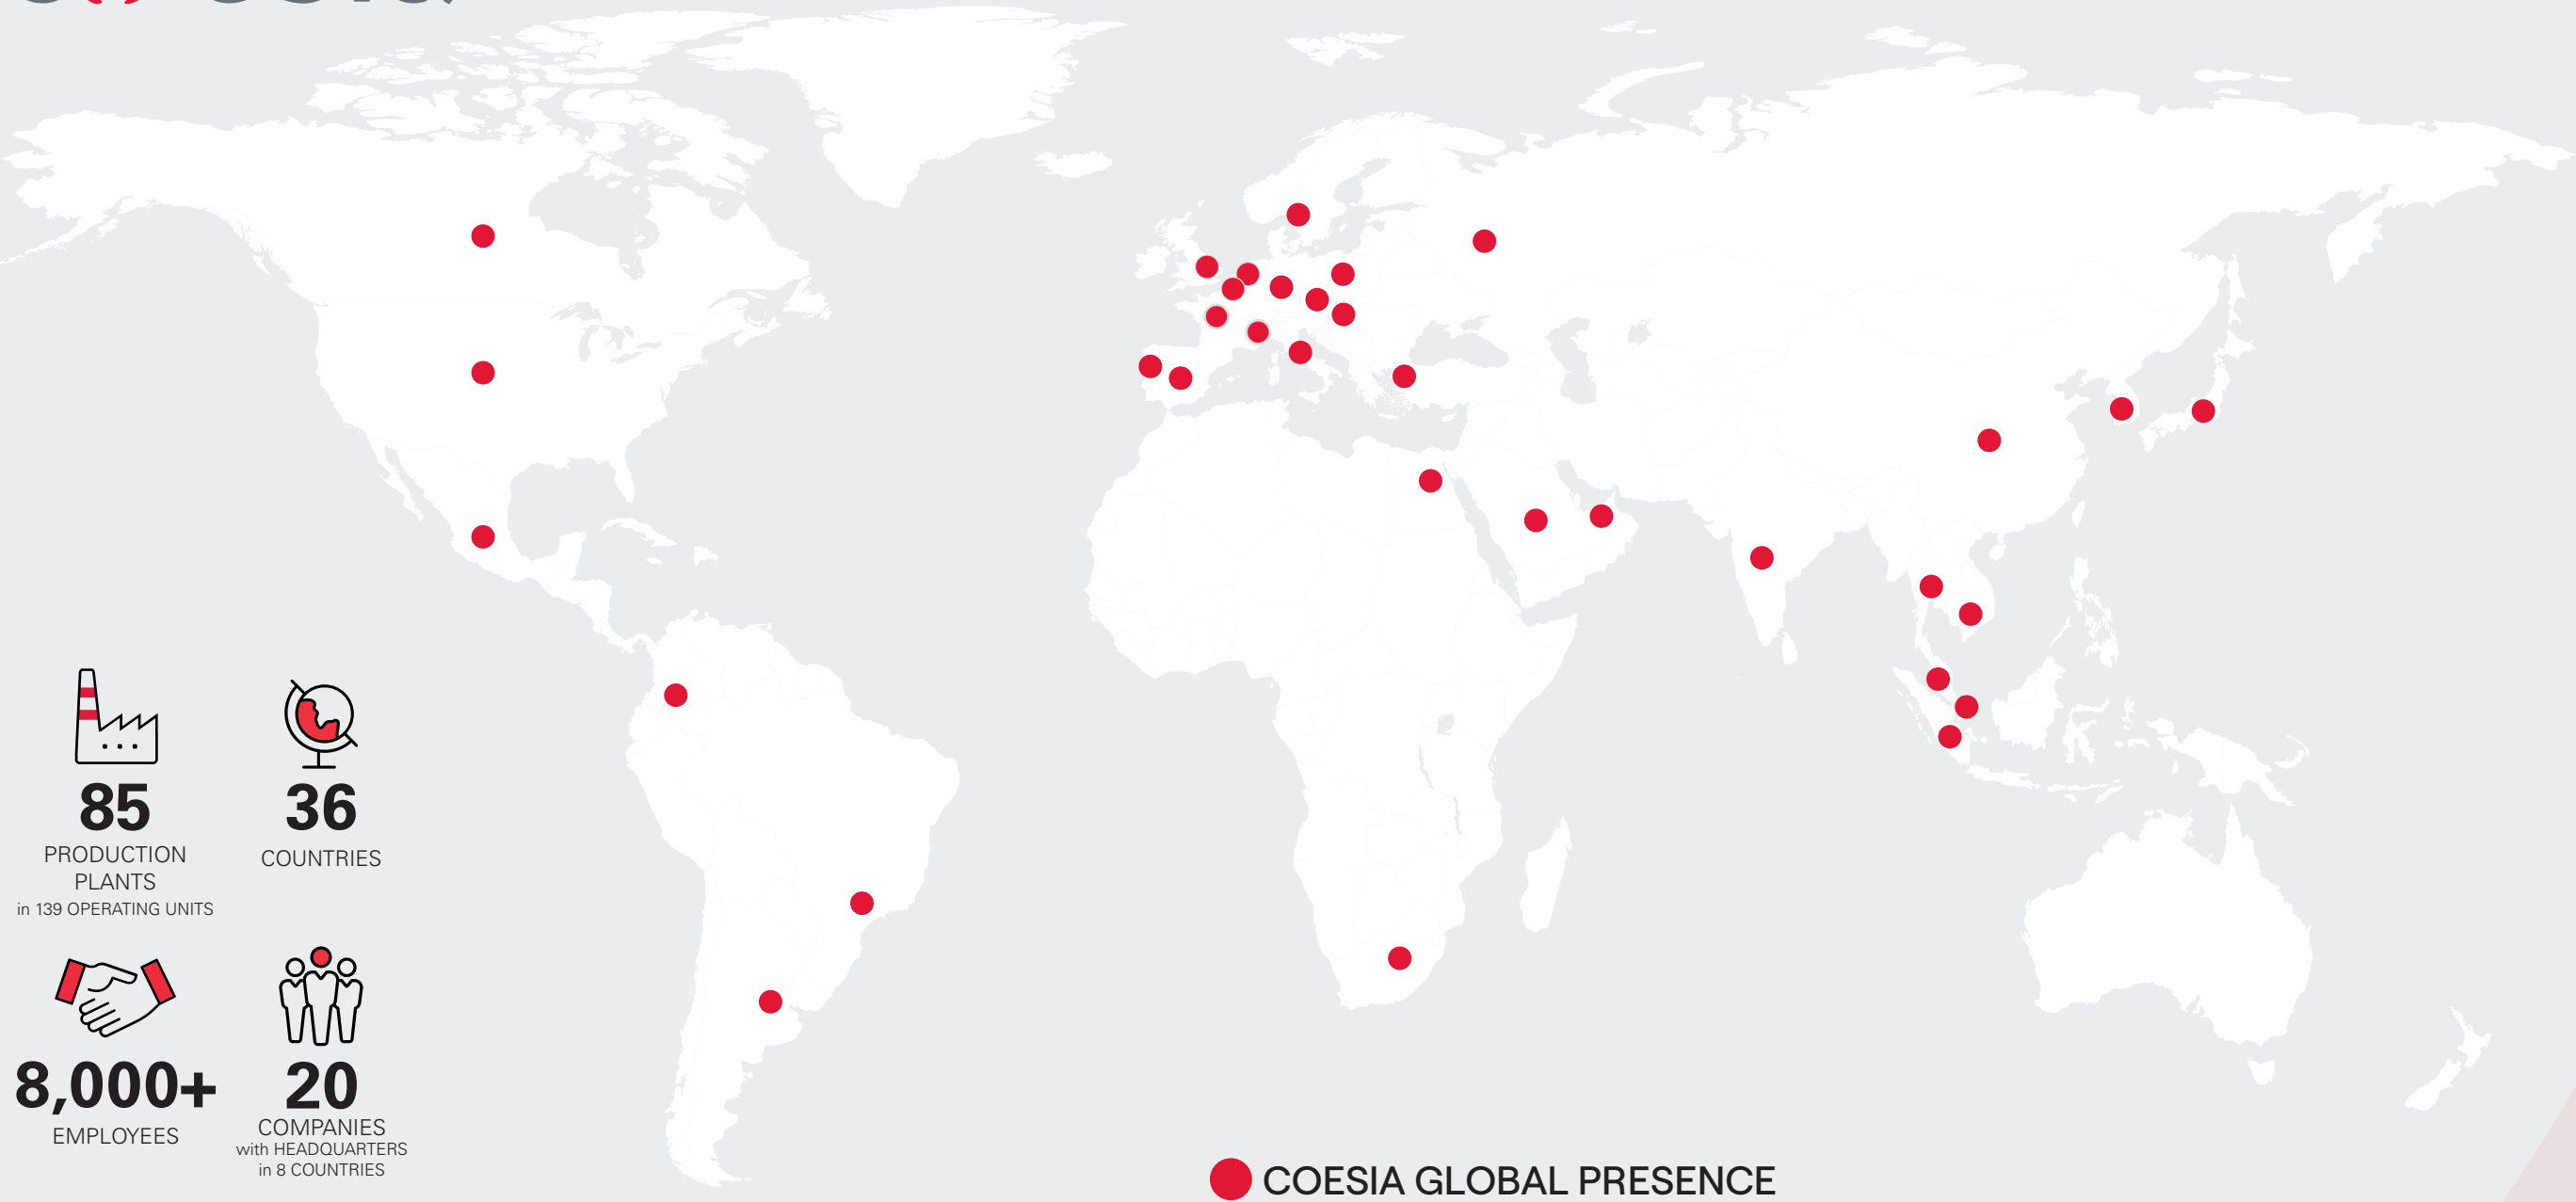 85
PRODUCTION
PLANTS
in 139 OPERATING UNITS
36
COUNTRIES
8,000+
EMPLOYEES
20
COMPANIES
with HEADQUARTERS
in 8 COUNTRIES
COESIA GLOBAL PRESENCE